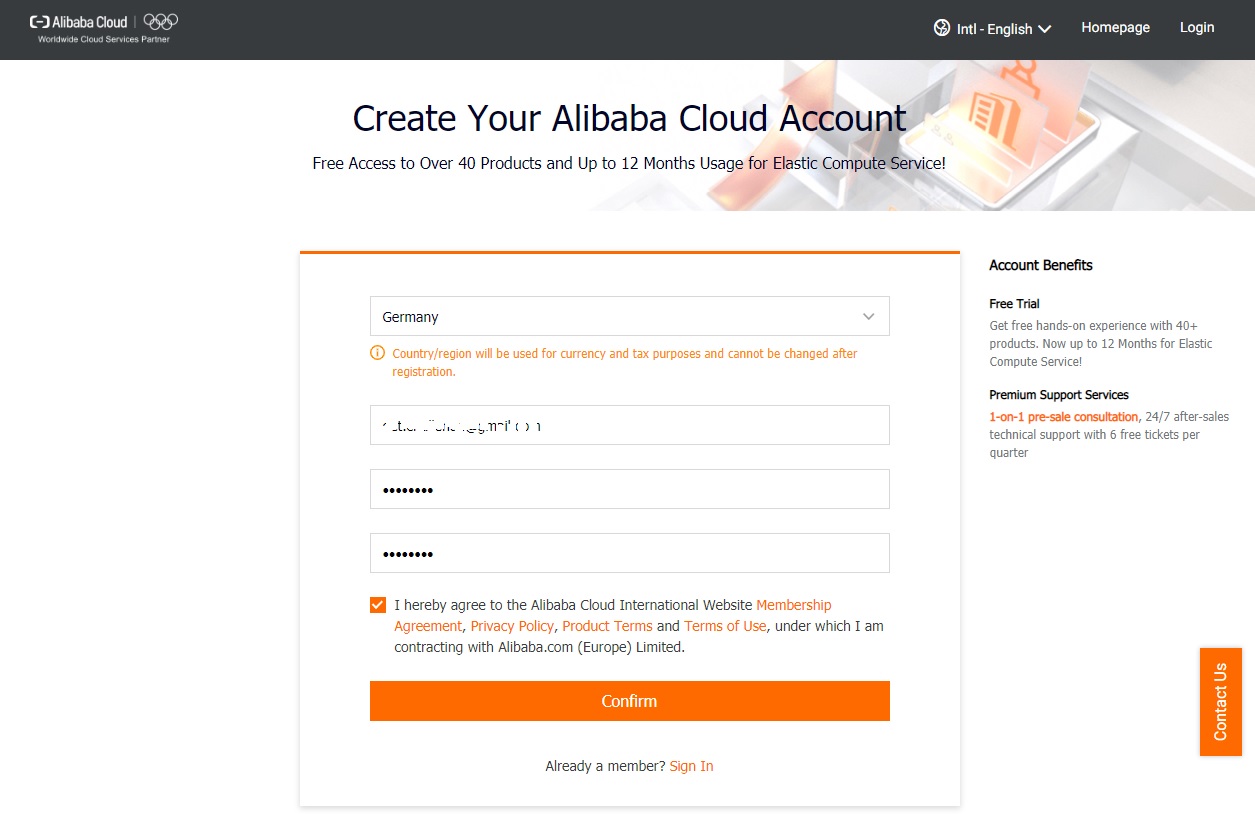 Alibaba Cloud
Worldwide Cloud Services Partner
Intl - English
Homepage
Login
Create Your Alibaba Cloud Account
Free Access to Over 40 Products and Up to 12 Months Usage for Elastic Compute Service!
Germany
Country/region will be used for currency and tax purposes and cannot be changed after
registration.
••••••••
••••••••
I hereby agree to the Alibaba Cloud International Website Membership
Agreement, Privacy Policy, Product Terms and Terms of Use, under which I am
contracting with Alibaba.com (Europe) Limited.
Confirm
Already a member? Sign In
Account Benefits
Free Trial
Get free hands-on experience with 40+
products. Now up to 12 Months for Elastic
Compute Service!
Premium Support Services
1-on-1 pre-sale consultation, 24/7 after-sales
technical support with 6 free tickets per
quarter
Contact Us